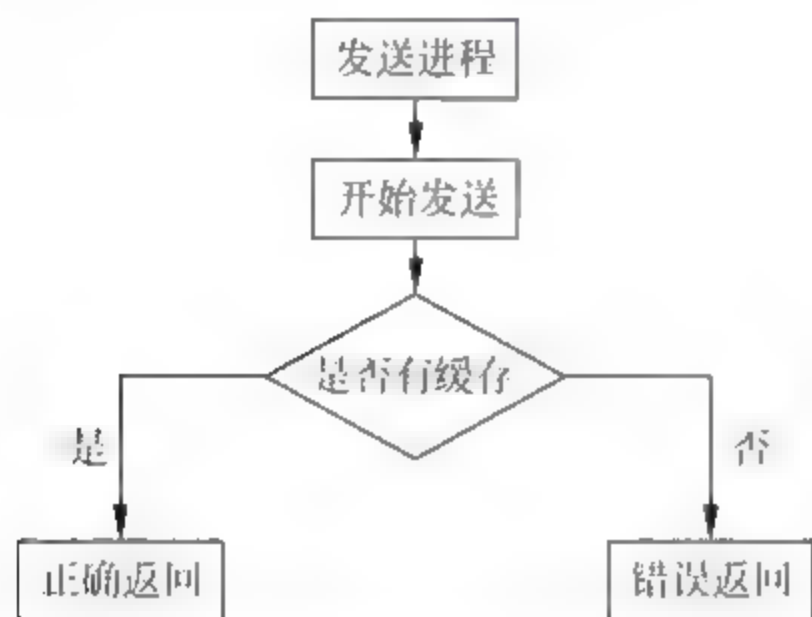 发送进程
开始发送
是否有缓存
是
否
正确返回
错误返回